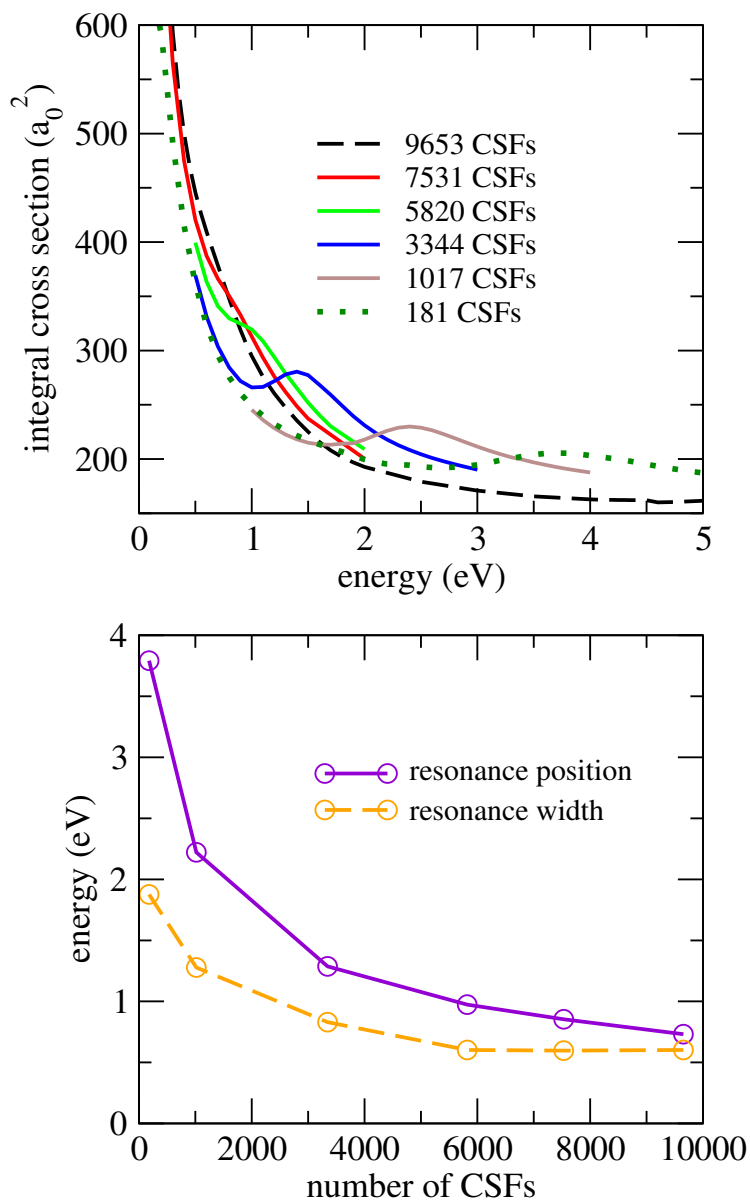 600
500
400
300
200
integral cross section (a₀²)
9653 CSFs
7531 CSFs
5820 CSFs
3344 CSFs
1017 CSFs
181 CSFs
0 1 2 3 4 5
energy (eV)
4
3
2
1
0
energy (eV)
resonance position
resonance width
0 2000 4000 6000 8000 10000
number of CSFs